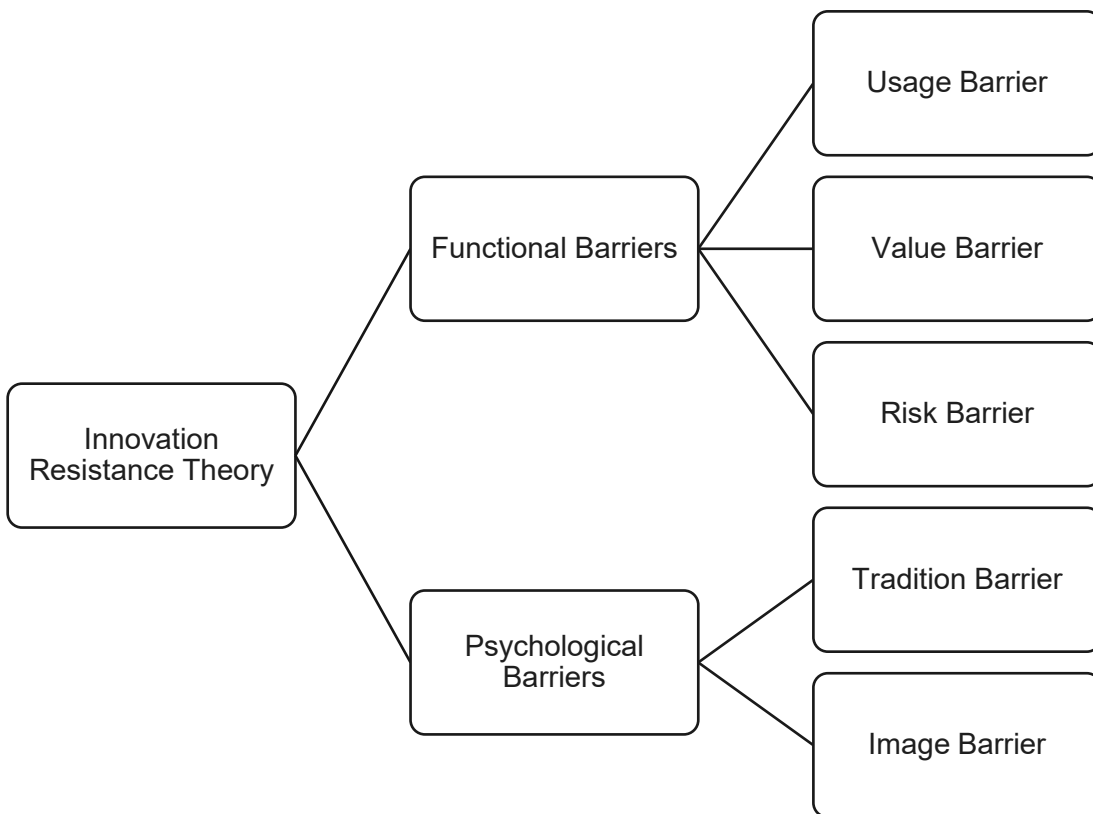 Usage Barrier
Functional Barriers
Value Barrier
Risk Barrier
Innovation
Resistance Theory
Tradition Barrier
Psychological
Barriers
Image Barrier